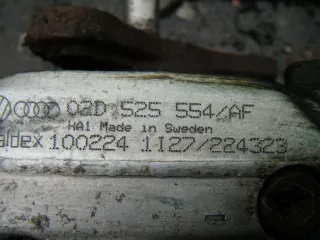 02D 525 554/AF
HA1 Made in Sweden
aldex 100224 1127/224323